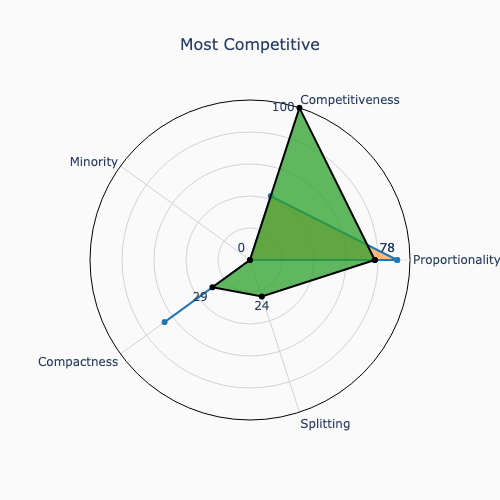 Most Competitive
100
Competitiveness
Minority
0
78
Proportionality
29
24
Compactness
Splitting